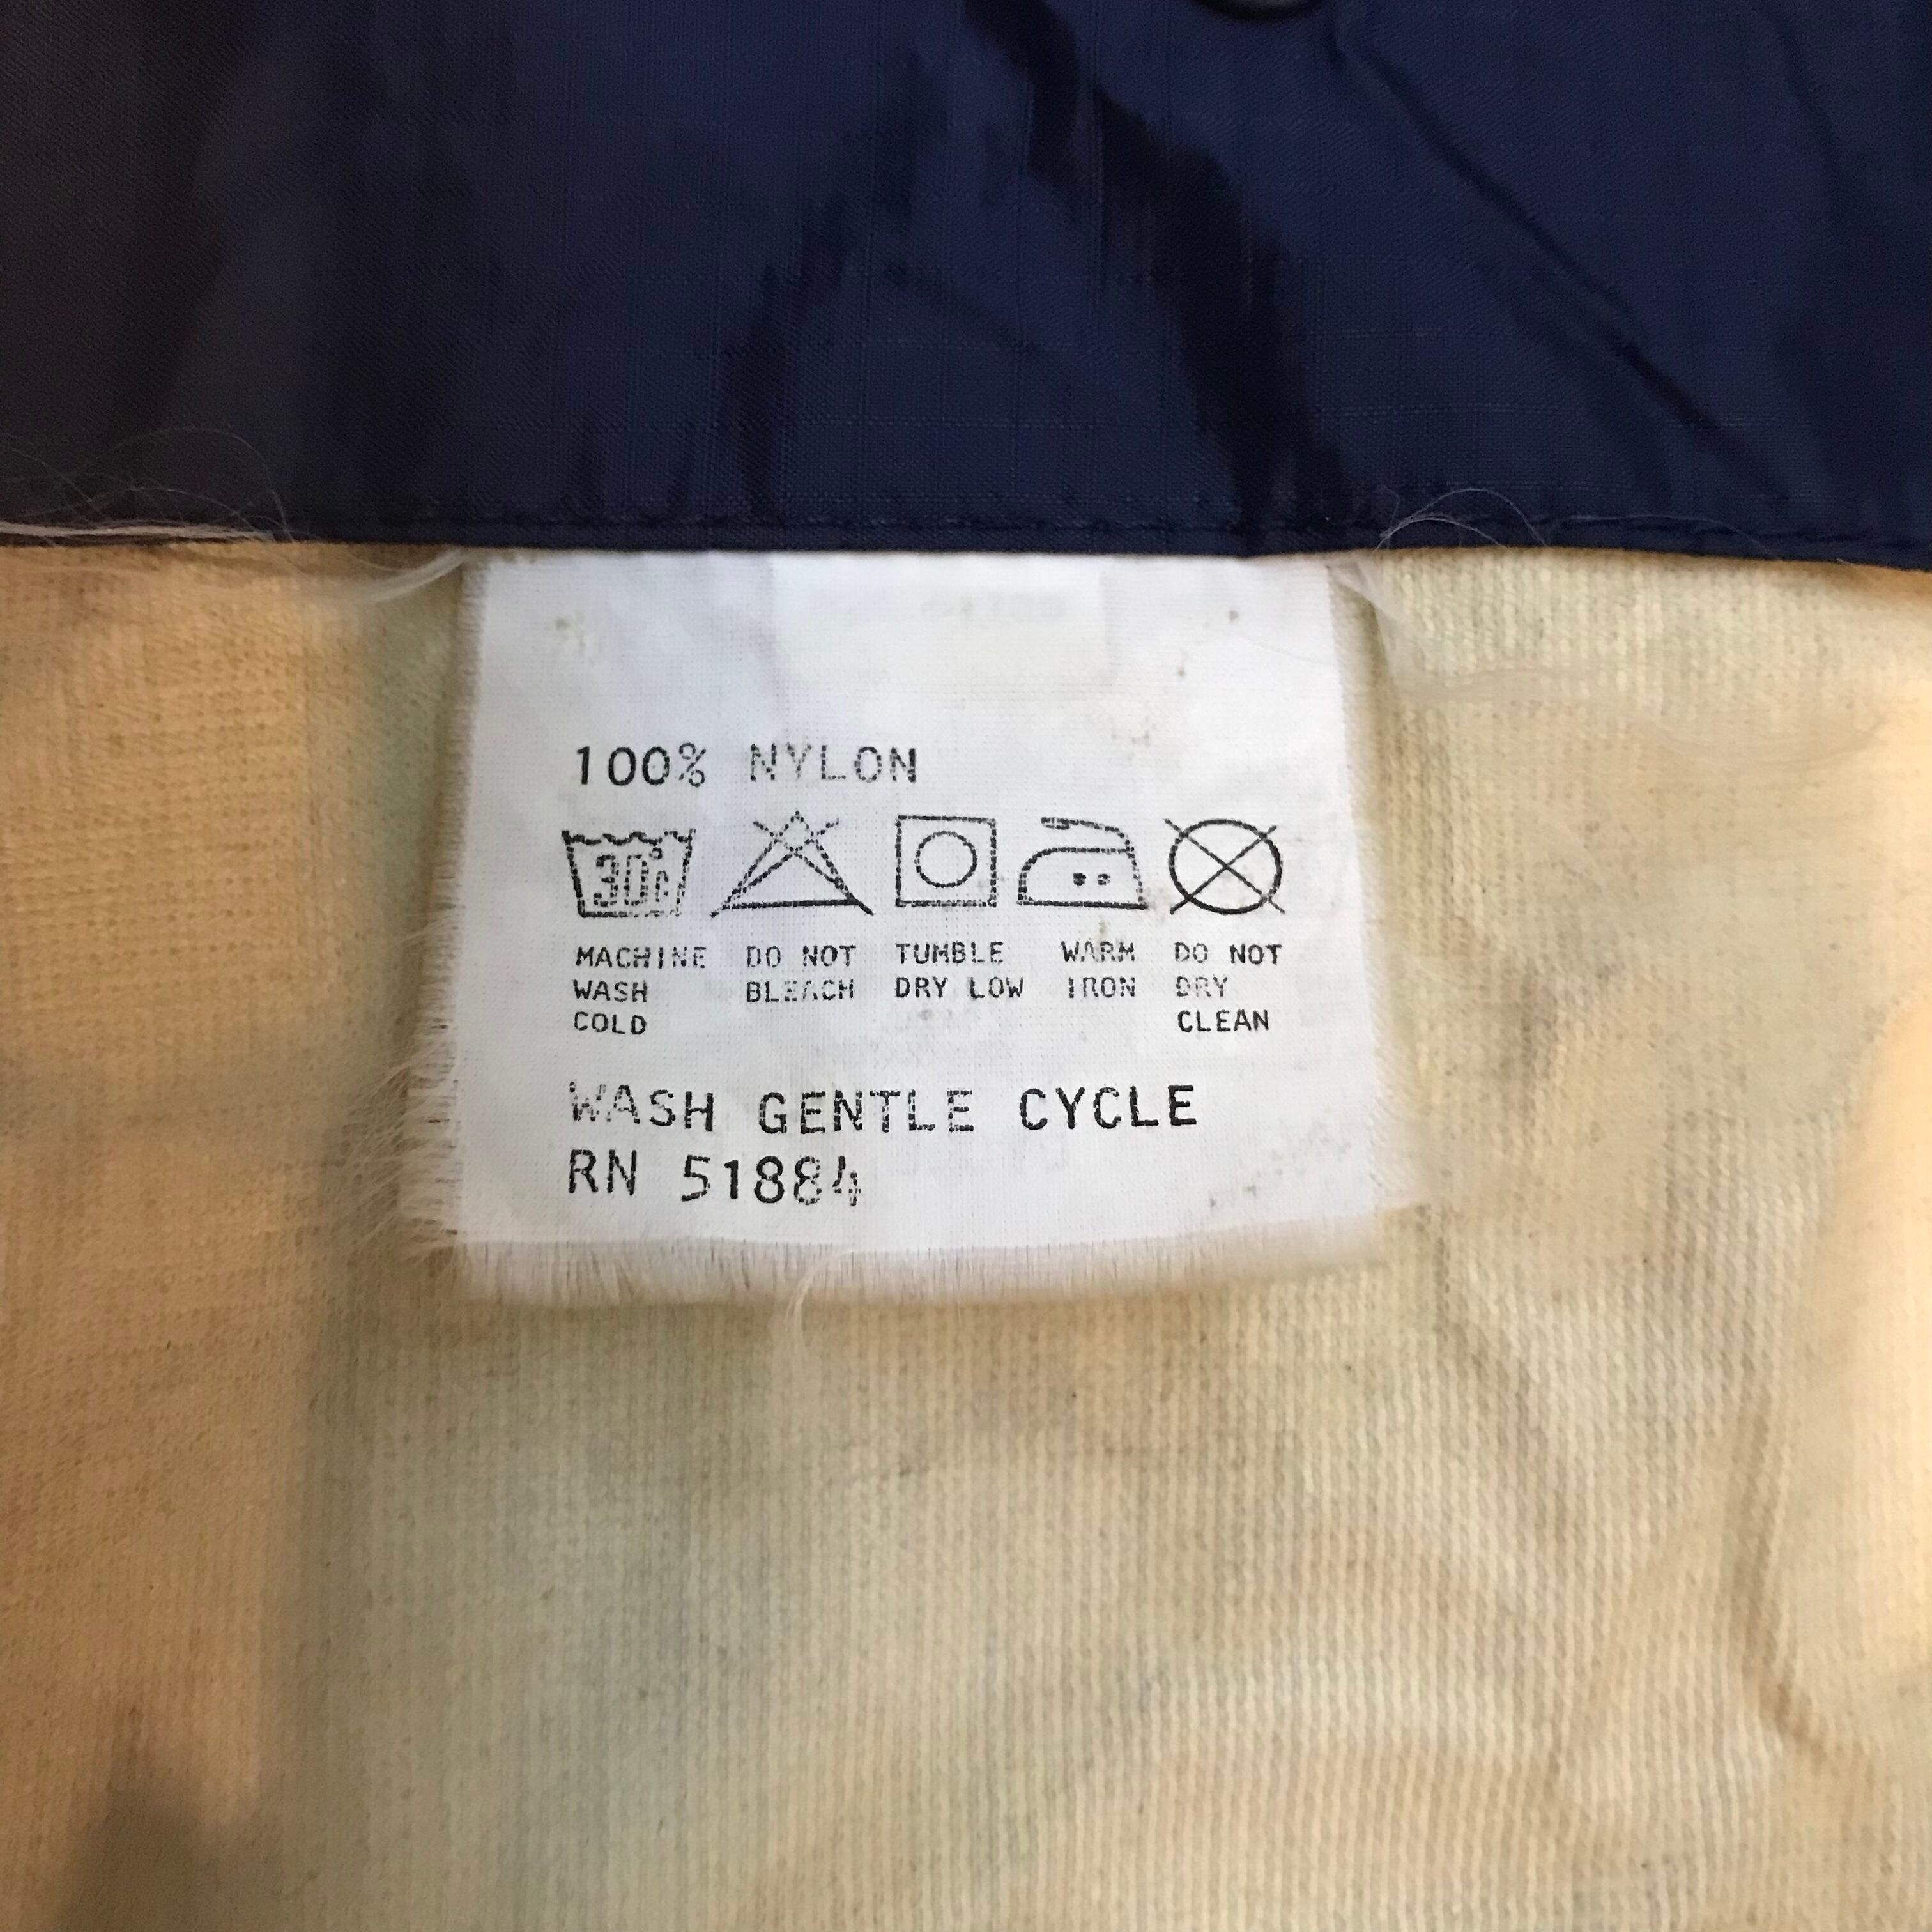 100% NYLON
30°C
MACHINE DO NOT TUMBLE WARM DO NOT
WASH BLEACH DRY LOW IRON DRY
COLD CLEAN
WASH GENTLE CYCLE
RN 51884